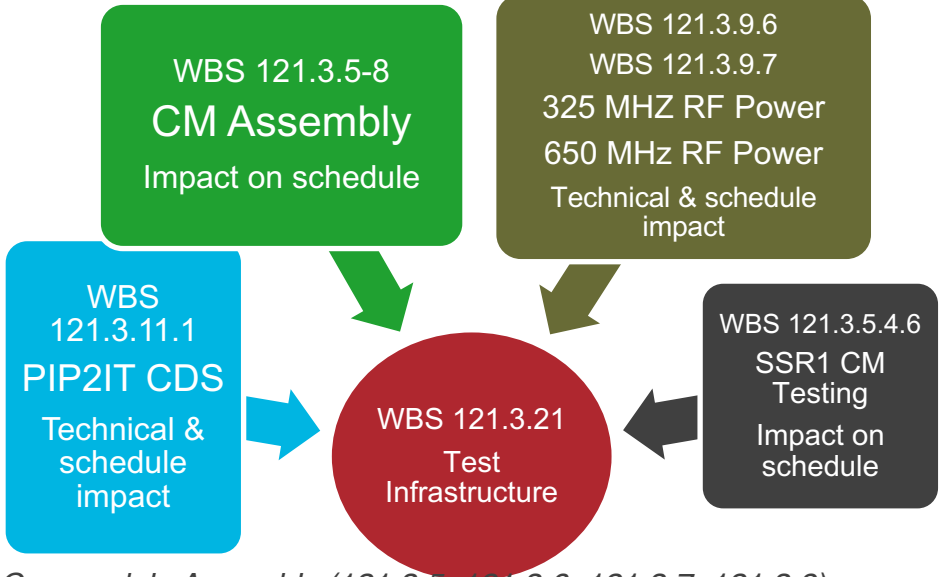 WBS 121.3.5-8
CM Assembly
Impact on schedule
WBS 121.3.9.6
WBS 121.3.9.7
325 MHZ RF Power
650 MHz RF Power
Technical & schedule
impact
WBS
121.3.11.1
PIP2IT CDS
Technical &
schedule
impact
WBS 121.3.21
Test
Infrastructure
WBS 121.3.5.4.6
SSR1 CM
Testing
Impact on
schedule